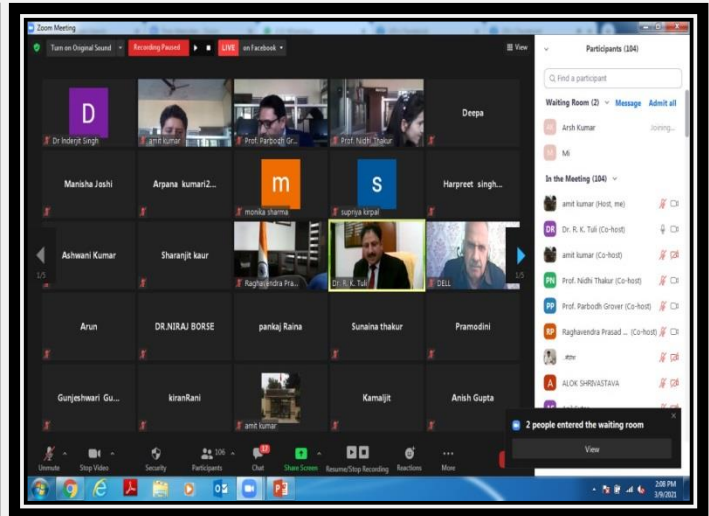 Zoom Meeting
Turn on Original Sound
Recording Paused
LIVE on Facebook
View
D
Dr Inderjit Singh
amit kumar
Prof. Parbodh Gr...
Prof. Nidhi Thakur
Deepa
Manisha Joshi
Arpana kumari2...
m
monika sharma
s
supriya kirpal
Harpreet singh...
Ashwani Kumar
Sharanjit kaur
Raghavendra Pra...
Dr. R. K. Tuli
DELL
1/5
1/5
Arun
DR.NIRAJ BORSE
pankaj Raina
Sunaina thakur
Pramodini
Gunjeshwari Gu...
kiranRani
amit kumar
Kamaljit
Anish Gupta
Unmute
Stop Video
Security
106
Participants
Chat
Share Screen
Resume/Stop Recording
Reactions
More
Participants (104)
Find a participant
Waiting Room (2) Message Admit all
Arsh Kumar Joining...
Mi
In the Meeting (104)
amit kumar (Host, me)
DR Dr. R. K. Tuli (Co-host)
amit kumar (Co-host)
PN Prof. Nidhi Thakur (Co-host)
PP Prof. Parbodh Grover (Co-host)
RP Raghavendra Prasad ... (Co-host)
A ALOK SHRIVASTAVA
2 people entered the waiting room
View
2:08 PM
3/9/2021